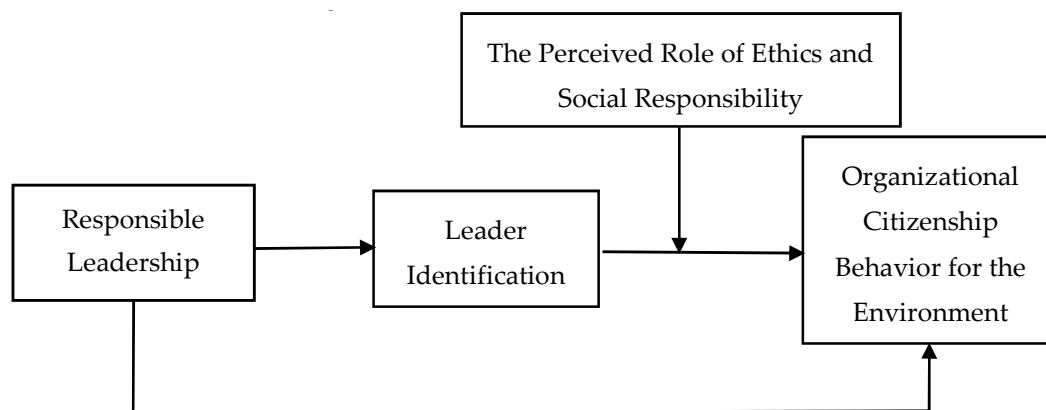 The Perceived Role of Ethics and
Social Responsibility
Responsible
Leadership
Leader
Identification
Organizational
Citizenship
Behavior for the
Environment